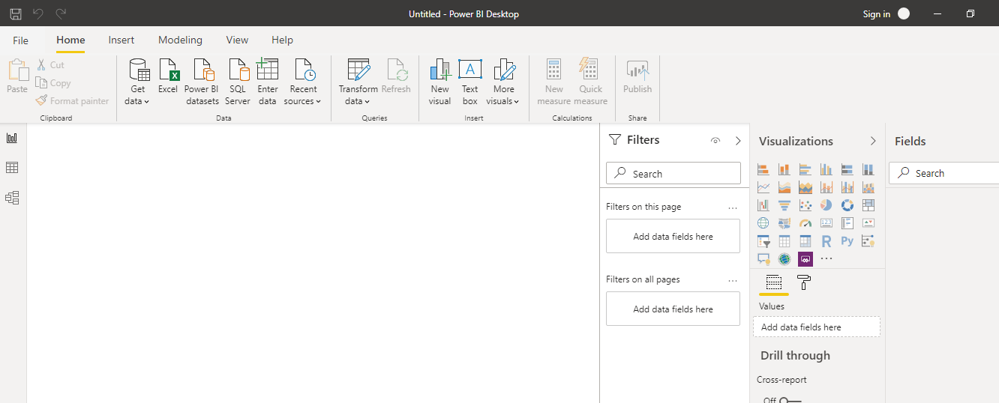 Untitled - Power BI Desktop
Sign in
File Home Insert Modeling View Help
Paste
Cut
Copy
Format painter
Clipboard
Get data
Excel
Power BI datasets
SQL Server
Enter data
Recent sources
Data
Transform data
Refresh
Queries
New visual
Text box
More visuals
Insert
New measure
Quick measure
Calculations
Publish
Share
Filters
Search
Filters on this page
Add data fields here
Filters on all pages
Add data fields here
Visualizations
123
R
Py
Values
Add data fields here
Drill through
Cross-report
Off
Fields
Search